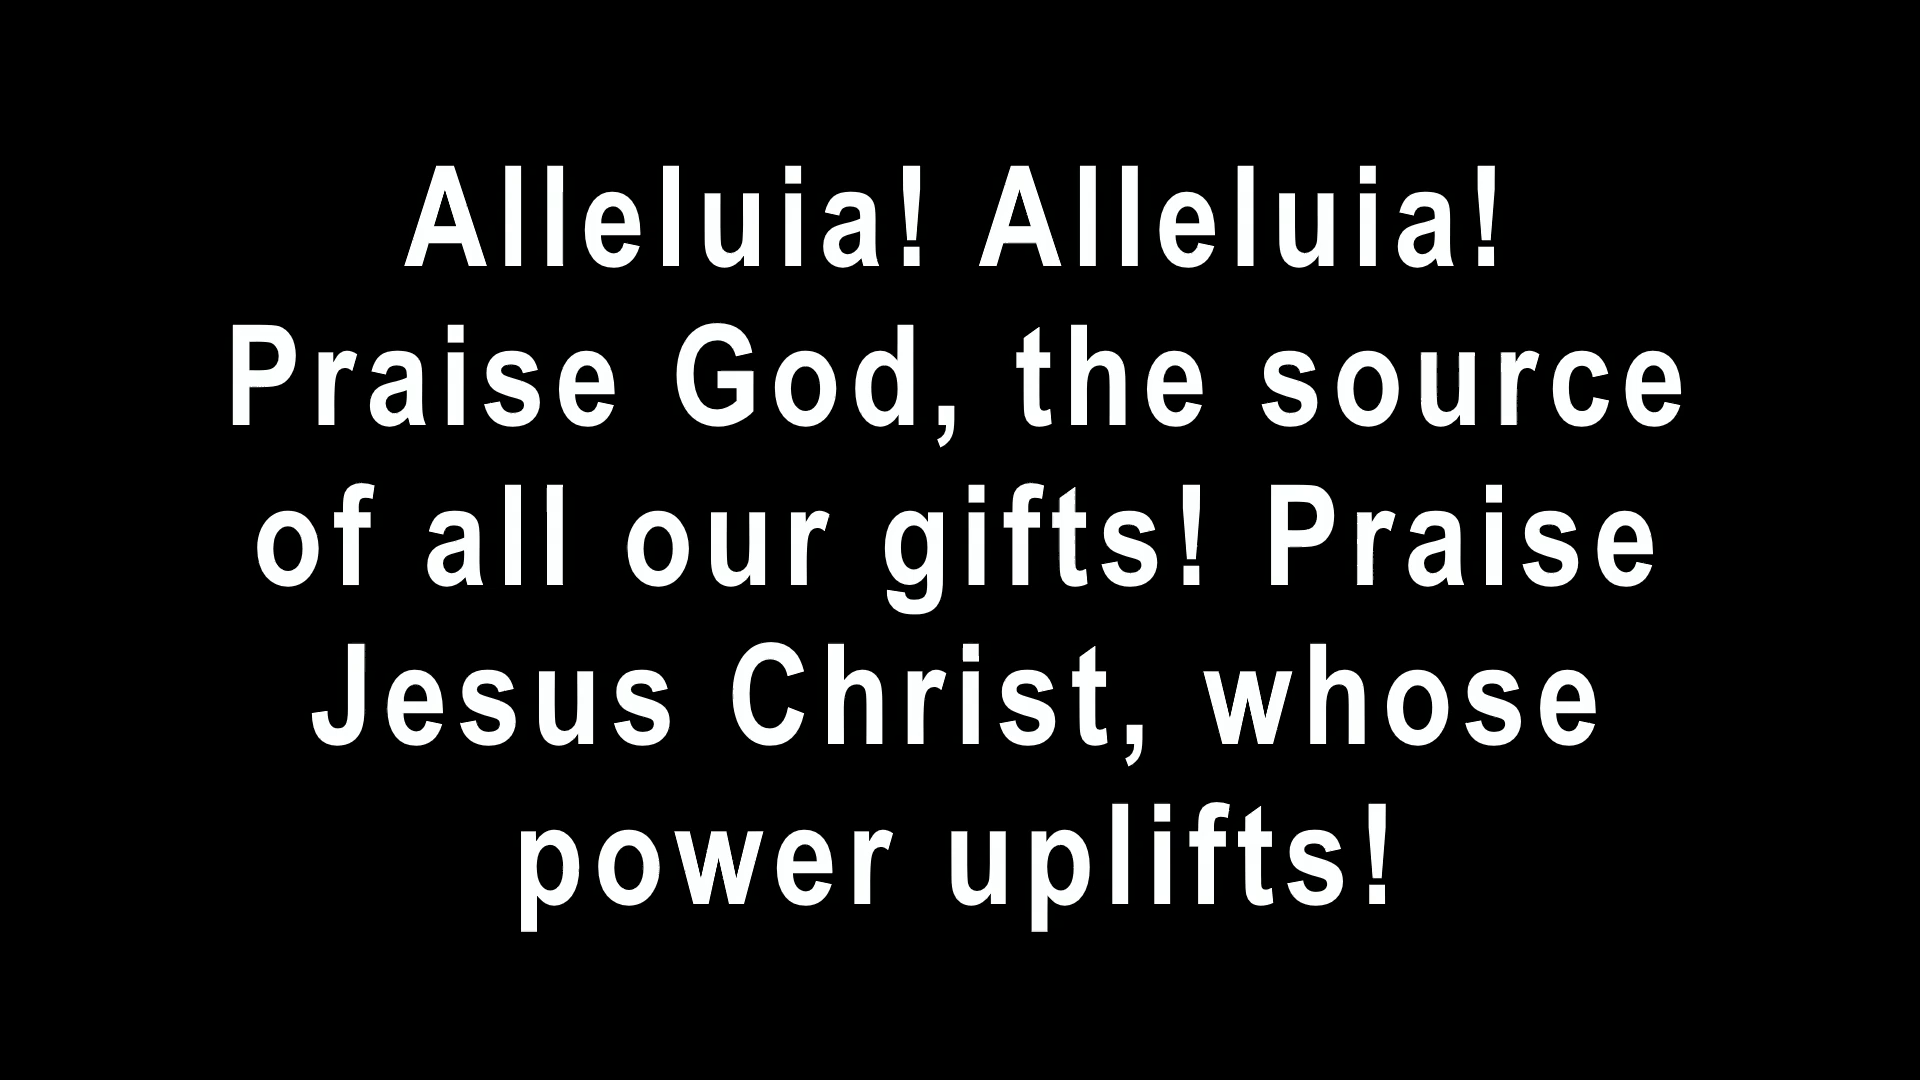 Alleluia! Alleluia!
Praise God, the source
of all our gifts! Praise
Jesus Christ, whose
power uplifts!